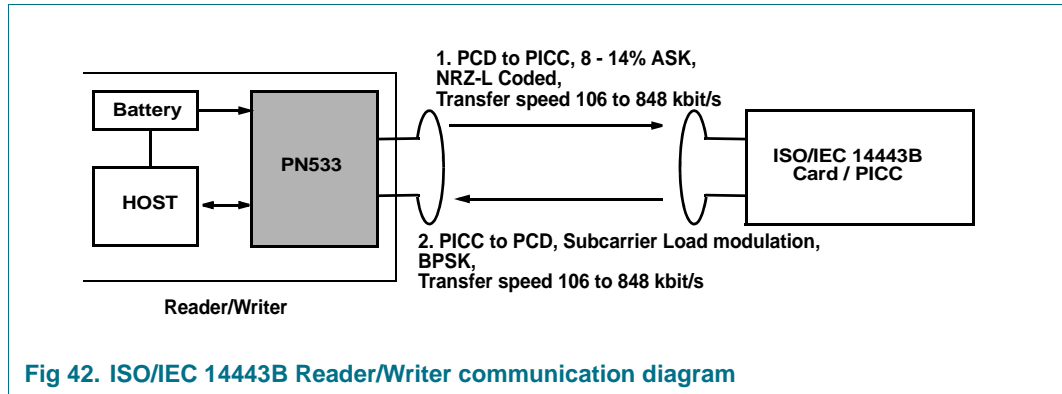 1. PCD to PICC, 8 - 14% ASK,
NRZ-L Coded,
Transfer speed 106 to 848 kbit/s
Battery
PN533
HOST
ISO/IEC 14443B
Card / PICC
2. PICC to PCD, Subcarrier Load modulation,
BPSK,
Transfer speed 106 to 848 kbit/s
Reader/Writer
Fig 42. ISO/IEC 14443B Reader/Writer communication diagram